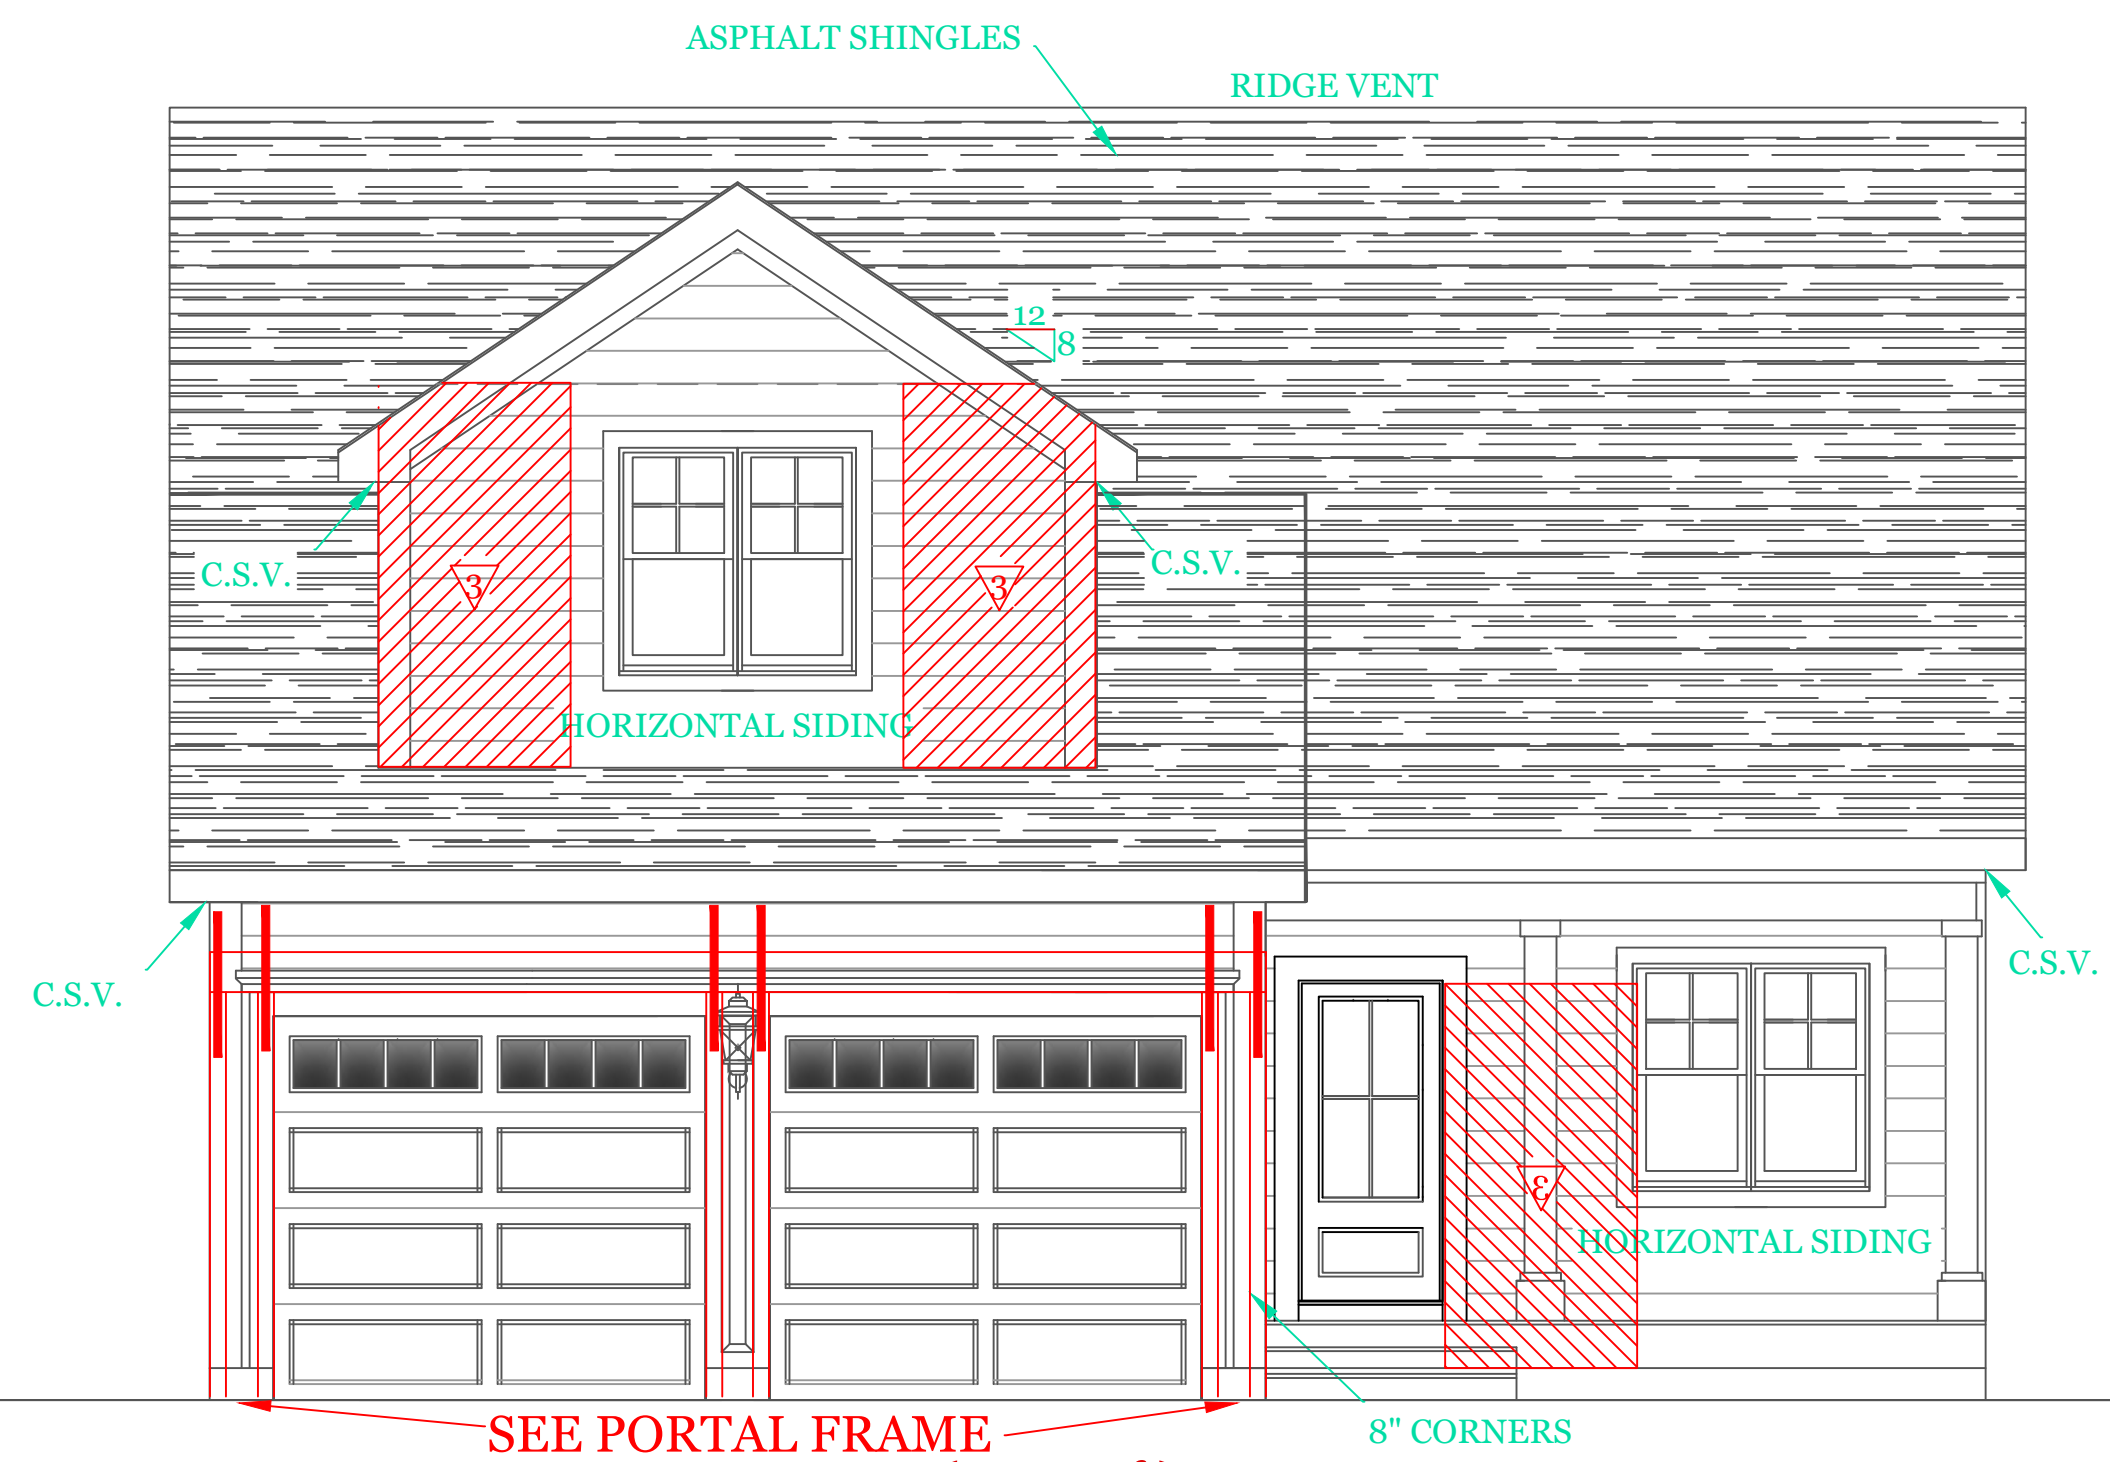 ASPHALT SHINGLES
RIDGE VENT
12
8
C.S.V.
3
3
C.S.V.
HORIZONTAL SIDING
C.S.V.
C.S.V.
3
HORIZONTAL SIDING
SEE PORTAL FRAME
8" CORNERS